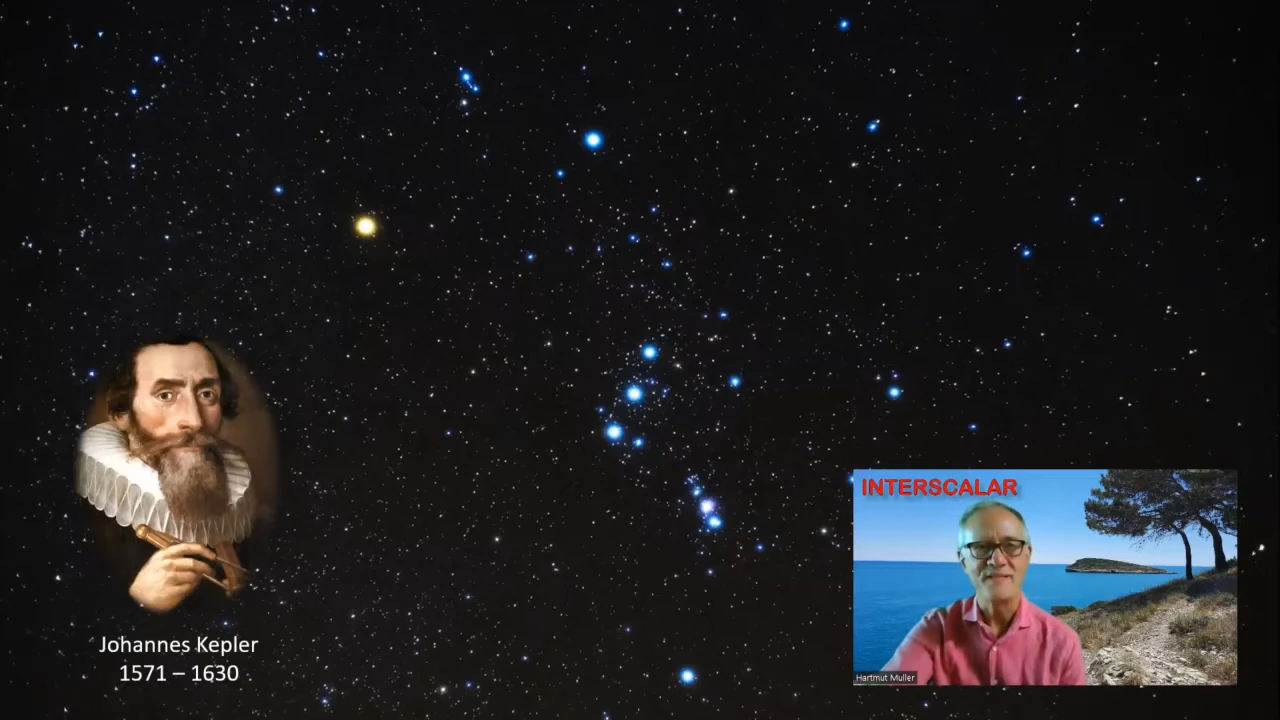 INTERSCALAR
Hartmut Muller
Johannes Kepler
1571 – 1630